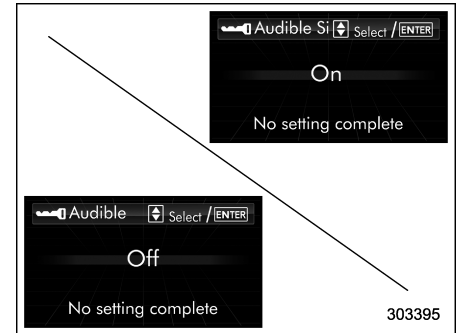 Audible Si Select / ENTER
On
No setting complete
Audible Select / ENTER
Off
No setting complete
303395